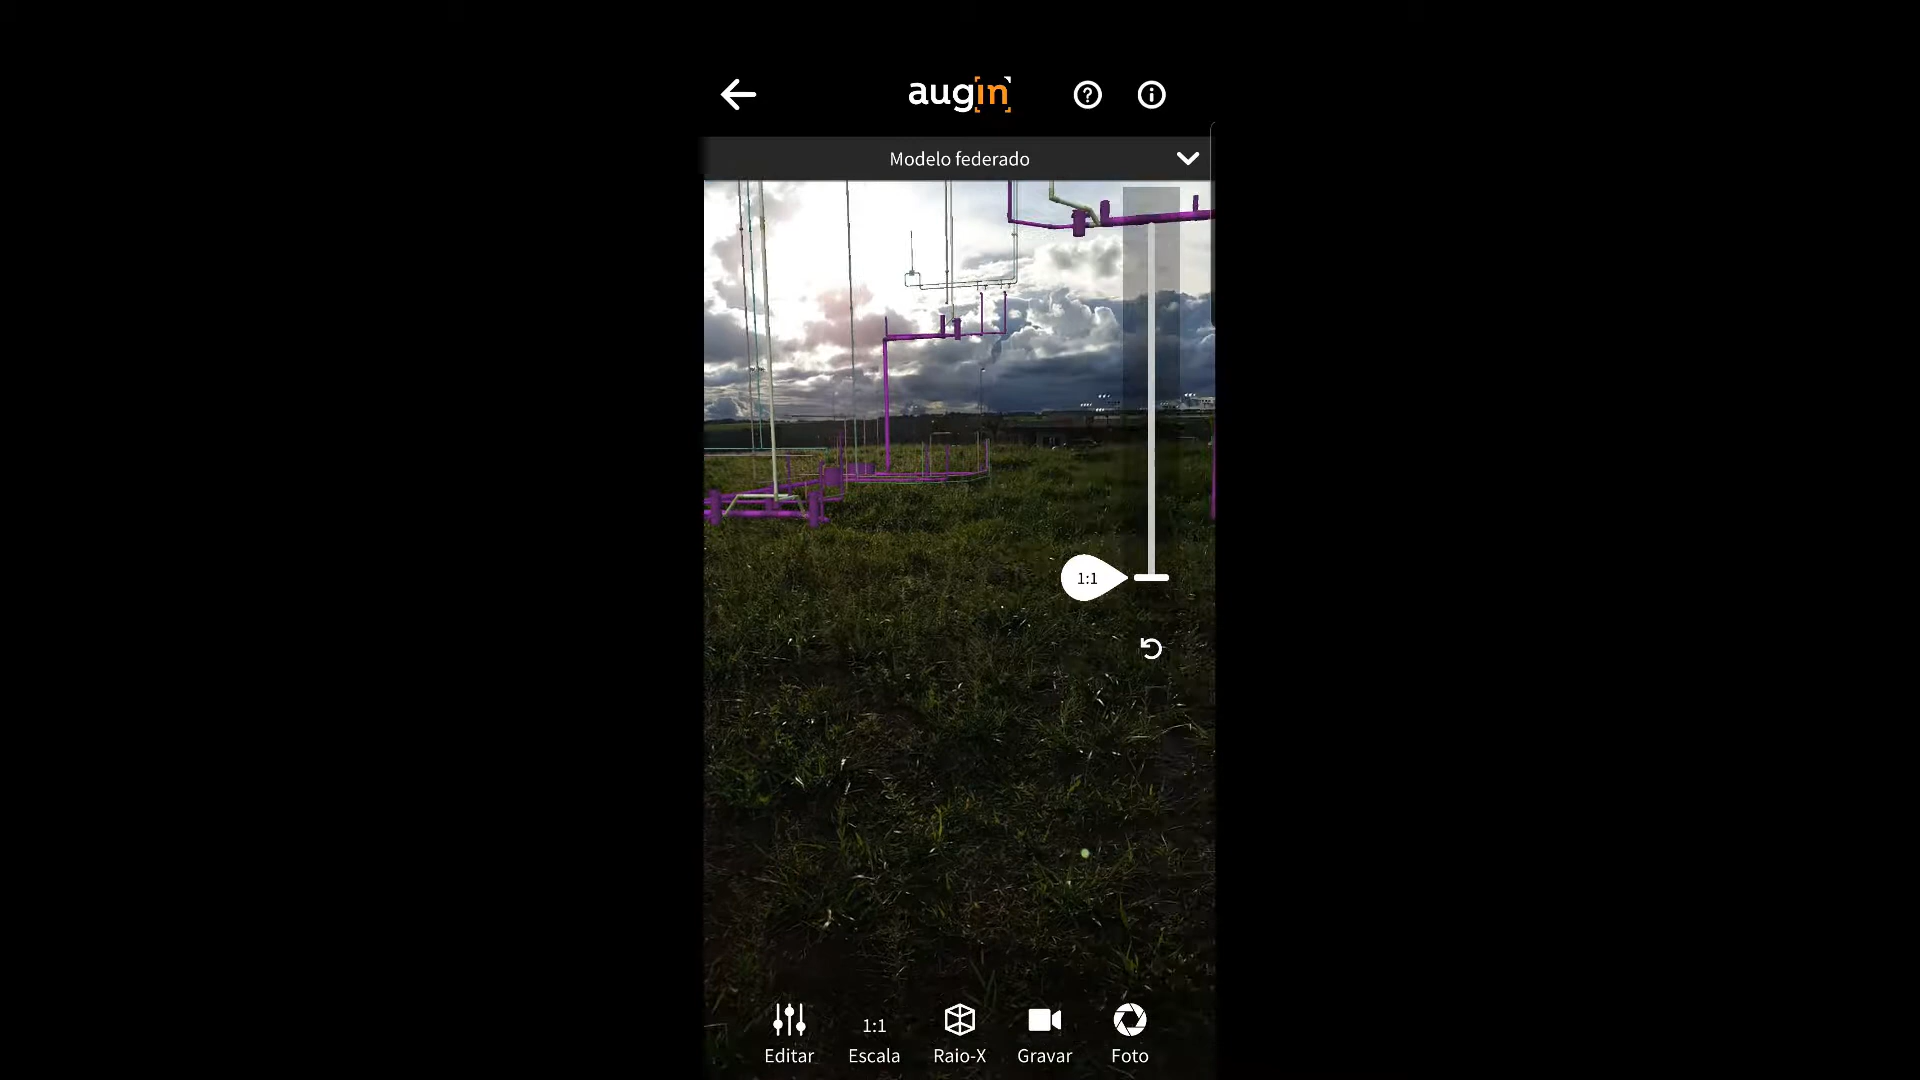 augin
Modelo federado
1:1
Editar
1:1
Escala
Raio-X
Gravar
Foto